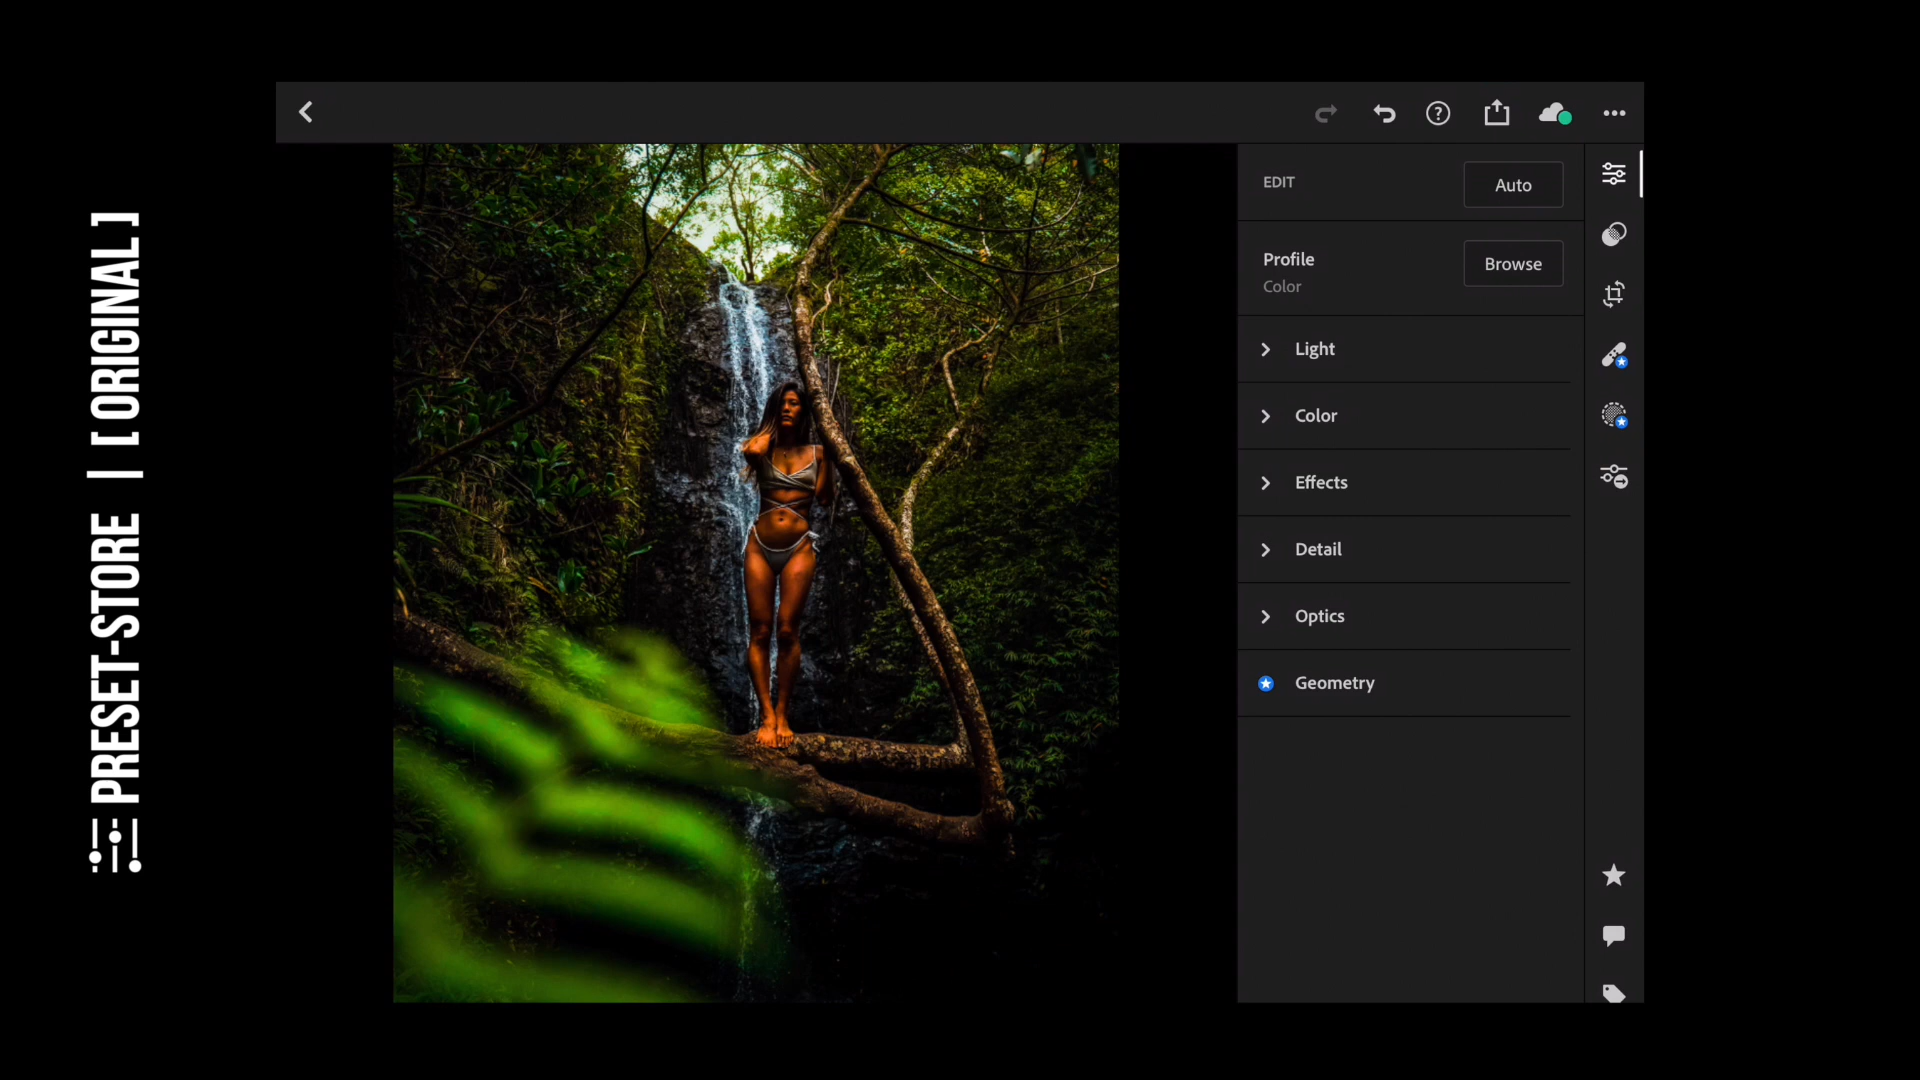 PRESET-STORE | [ORIGINAL]
EDIT
Auto
Profile
Color
Browse
Light
Color
Effects
Detail
Optics
Geometry